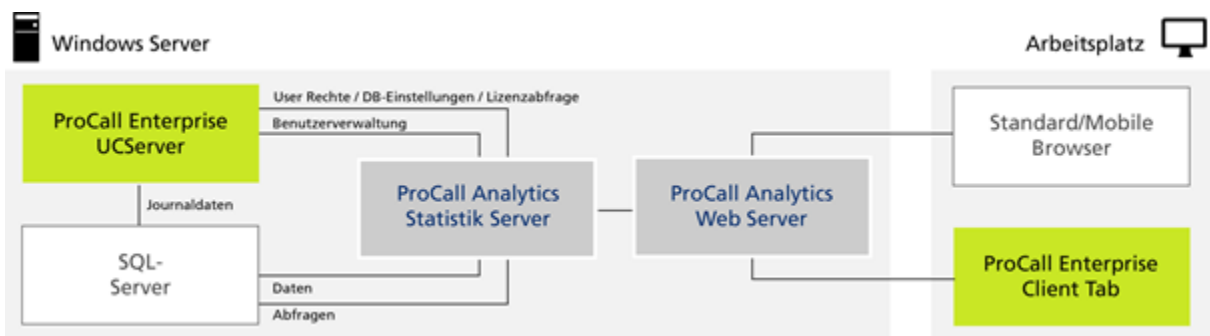 Windows Server
Arbeitsplatz
User Rechte / DB-Einstellungen / Lizenzabfrage
ProCall Enterprise
UCServer
Benutzerverwaltung
Standard/Mobile
Browser
ProCall Analytics
Statistik Server
ProCall Analytics
Web Server
Journaldaten
SQL-
Server
Daten
Abfragen
ProCall Enterprise
Client Tab